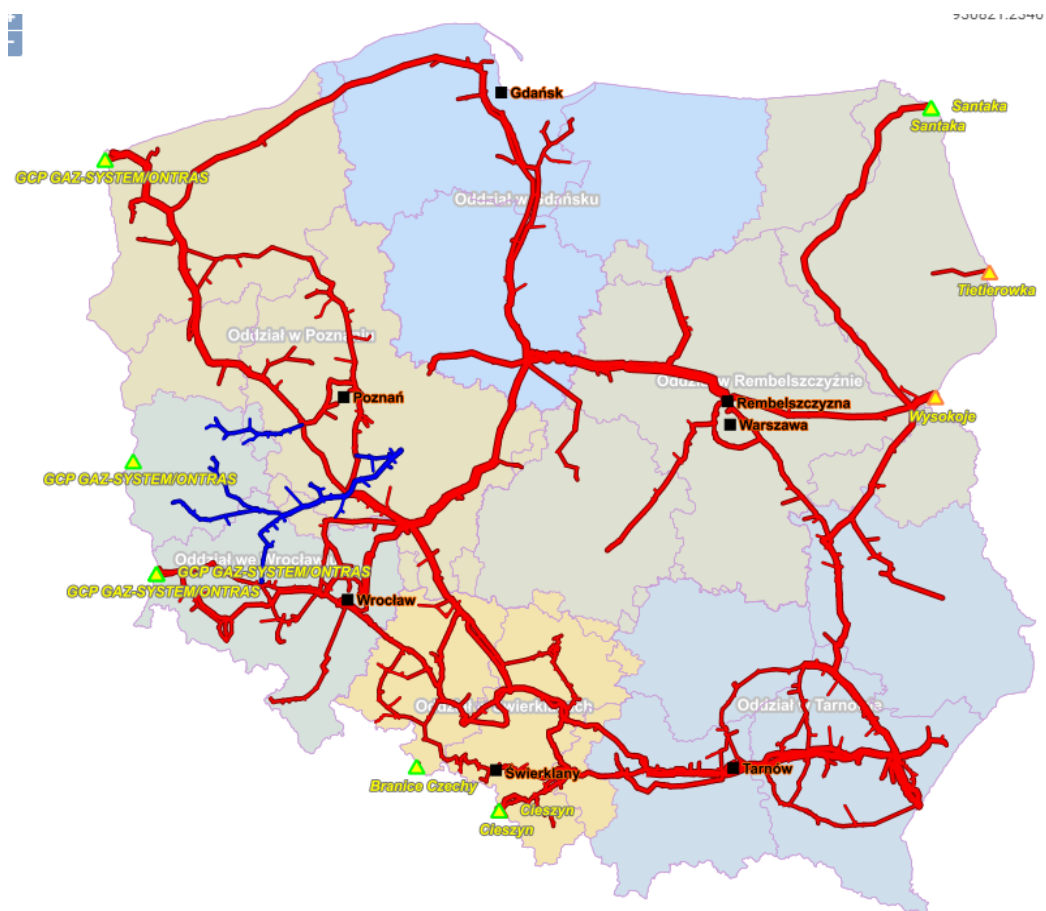 +
-
Gdańsk
Santaka
Santaka
GCP GAZ-SYSTEM/ONTRAS
Oddział w Gdańsku
Tietierowka
Oddział w Poznaniu
Oddział w Rembelszczyźnie
Poznań
Rembelszczyzna
Wysokoje
Warszawa
GCP GAZ-SYSTEM/ONTRAS
Oddział we Wrocławiu
GCP GAZ-SYSTEM/ONTRAS
GCP GAZ-SYSTEM/ONTRAS
Wrocław
Oddział w Świerklanach
Oddział w Tarnowie
Świerklany
Tarnów
Branice Czechy
Cieszyn
Cieszyn